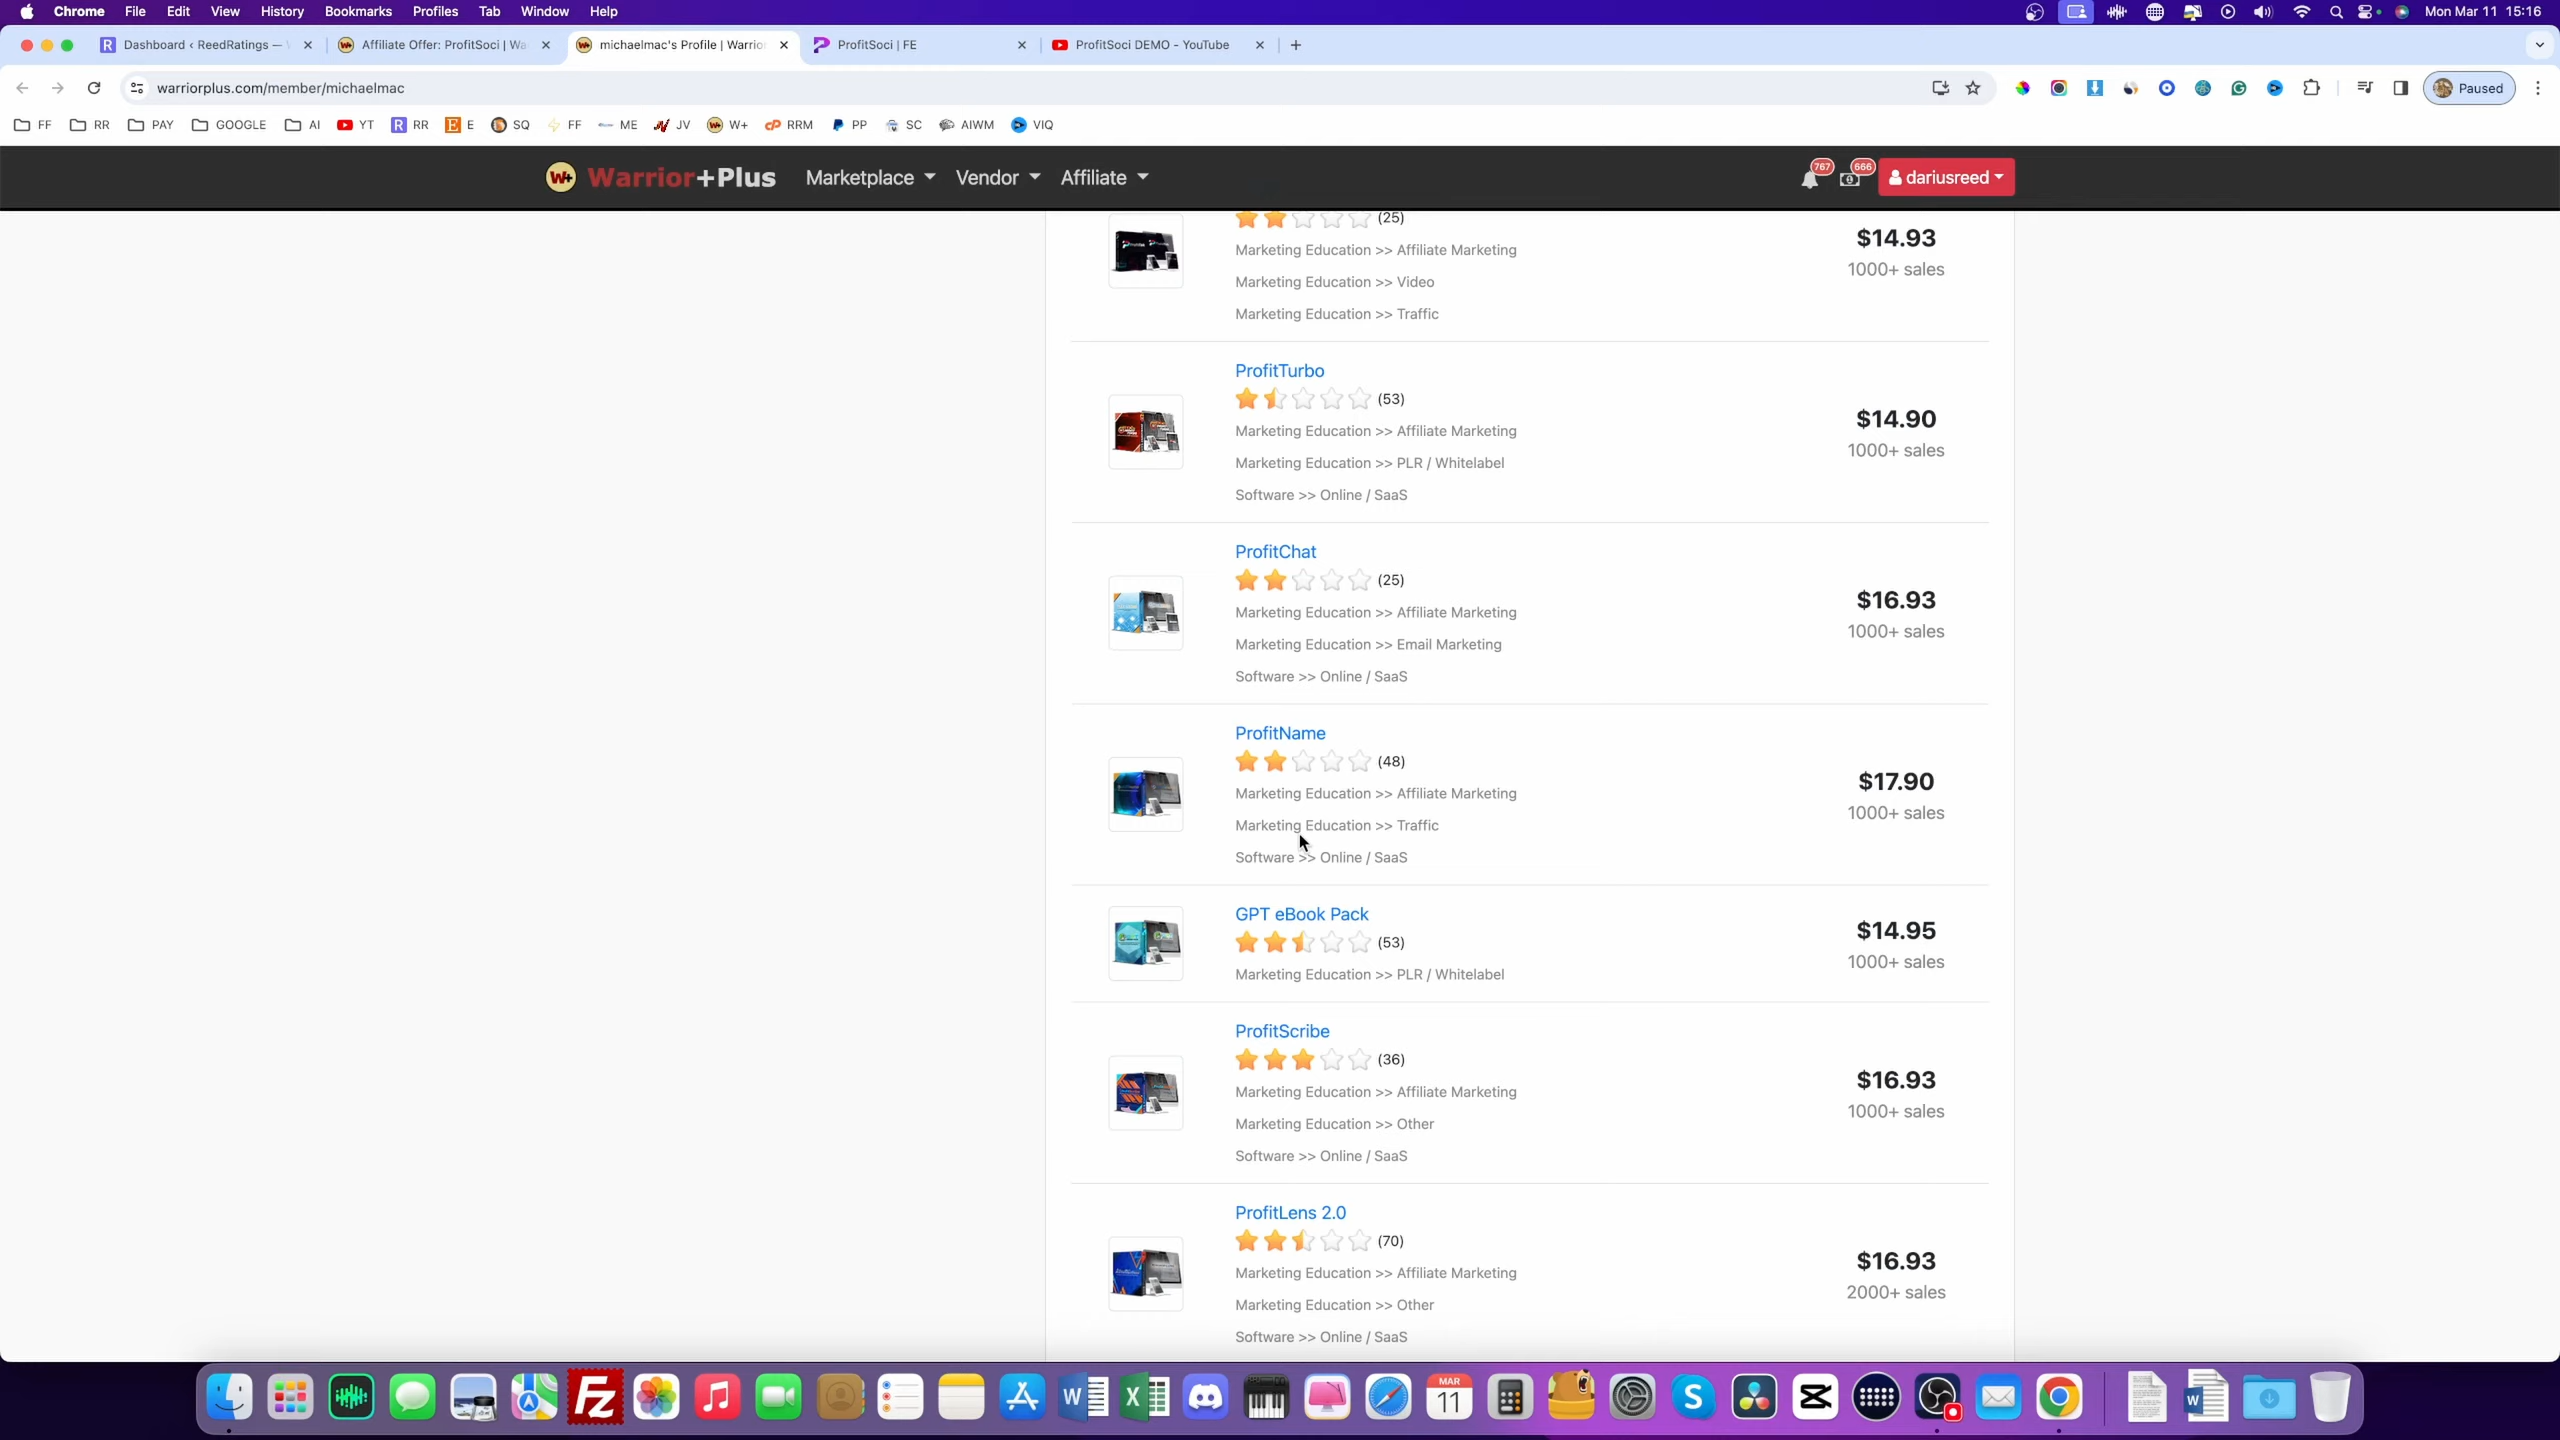 Chrome File Edit View History Bookmarks Profiles Tab Window Help Mon Mar 11 15:16
Dashboard ‹ ReedRatings — Affiliate Offer: ProfitSoci | Wa michaelmac's Profile | Warrio ProfitSoci | FE ProfitSoci DEMO - YouTube
warriorplus.com/member/michaelmac Paused
FF RR PAY GOOGLE AI YT RR E SQ FF ME JV W+ RRM PP SC AIWM VIQ
W+ Warrior+Plus Marketplace Vendor Affiliate 767 666 dariusreed
(25)
$14.93
Marketing Education >> Affiliate Marketing
1000+ sales
Marketing Education >> Video
Marketing Education >> Traffic
ProfitTurbo
(53)
$14.90
Marketing Education >> Affiliate Marketing
1000+ sales
Marketing Education >> PLR / Whitelabel
Software >> Online / SaaS
ProfitChat
(25)
$16.93
Marketing Education >> Affiliate Marketing
1000+ sales
Marketing Education >> Email Marketing
Software >> Online / SaaS
ProfitName
(48)
$17.90
Marketing Education >> Affiliate Marketing
1000+ sales
Marketing Education >> Traffic
Software >> Online / SaaS
GPT eBook Pack
$14.95
(53)
1000+ sales
Marketing Education >> PLR / Whitelabel
ProfitScribe
(36)
$16.93
Marketing Education >> Affiliate Marketing
1000+ sales
Marketing Education >> Other
Software >> Online / SaaS
ProfitLens 2.0
(70)
$16.93
Marketing Education >> Affiliate Marketing
2000+ sales
Marketing Education >> Other
Software >> Online / SaaS
Fz W X MAR 11 S